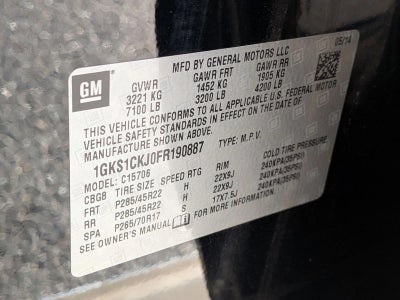 GM
05/14
MFD BY GENERAL MOTORS LLC
GVWR GAWR FRT GAWR RR
3221 KG 1452 KG 1905 KG
7100 LB 3200 LB 4200 LB
THIS VEHICLE CONFORMS TO ALL APPLICABLE U.S. FEDERAL MOTOR
VEHICLE SAFETY STANDARDS IN EFFECT ON THE DATE OF
MANUFACTURE SHOWN ABOVE.
1GKS1CKJ0FR190887 TYPE: M.P.V.
MODEL: C15706
CBGB TIRE SIZE SPEED RTG RIM COLD TIRE PRESSURE
FRT P285/45R22 H 22X9J 240KPA(35PSI)
RR P285/45R22 H 22X9J 240KPA(35PSI)
SPA P265/70R17 S 17X7.5J 240KPA(35PSI)
SEE OWNER'S MANUAL FOR MORE INFORMATION.